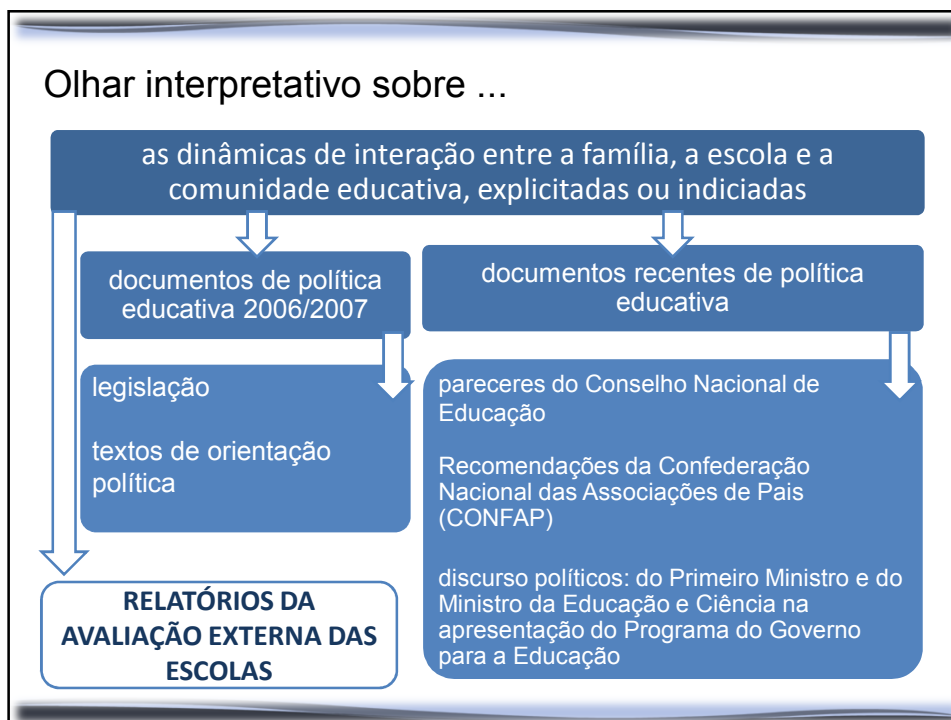 Olhar interpretativo sobre ...
as dinâmicas de interação entre a família, a escola e a
comunidade educativa, explicitadas ou indiciadas
documentos de política
educativa 2006/2007
documentos recentes de política
educativa
legislação
textos de orientação
política
pareceres do Conselho Nacional de
Educação
Recomendações da Confederação
Nacional das Associações de Pais
(CONFAP)
discurso políticos: do Primeiro Ministro e do
Ministro da Educação e Ciência na
apresentação do Programa do Governo
para a Educação
RELATÓRIOS DA
AVALIAÇÃO EXTERNA DAS
ESCOLAS